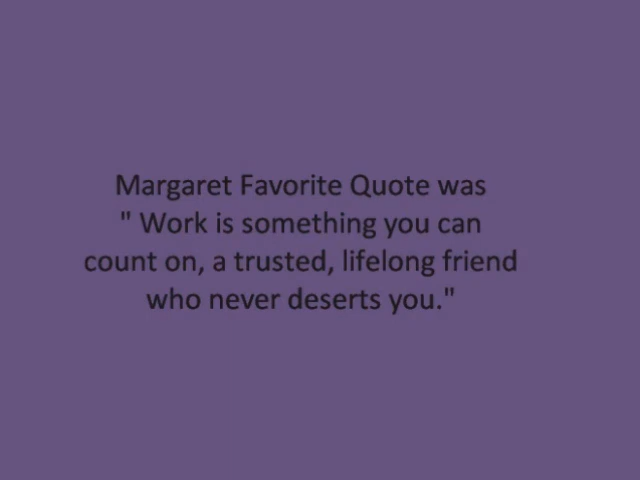 Margaret Favorite Quote was
" Work is something you can
count on, a trusted, lifelong friend
who never deserts you."